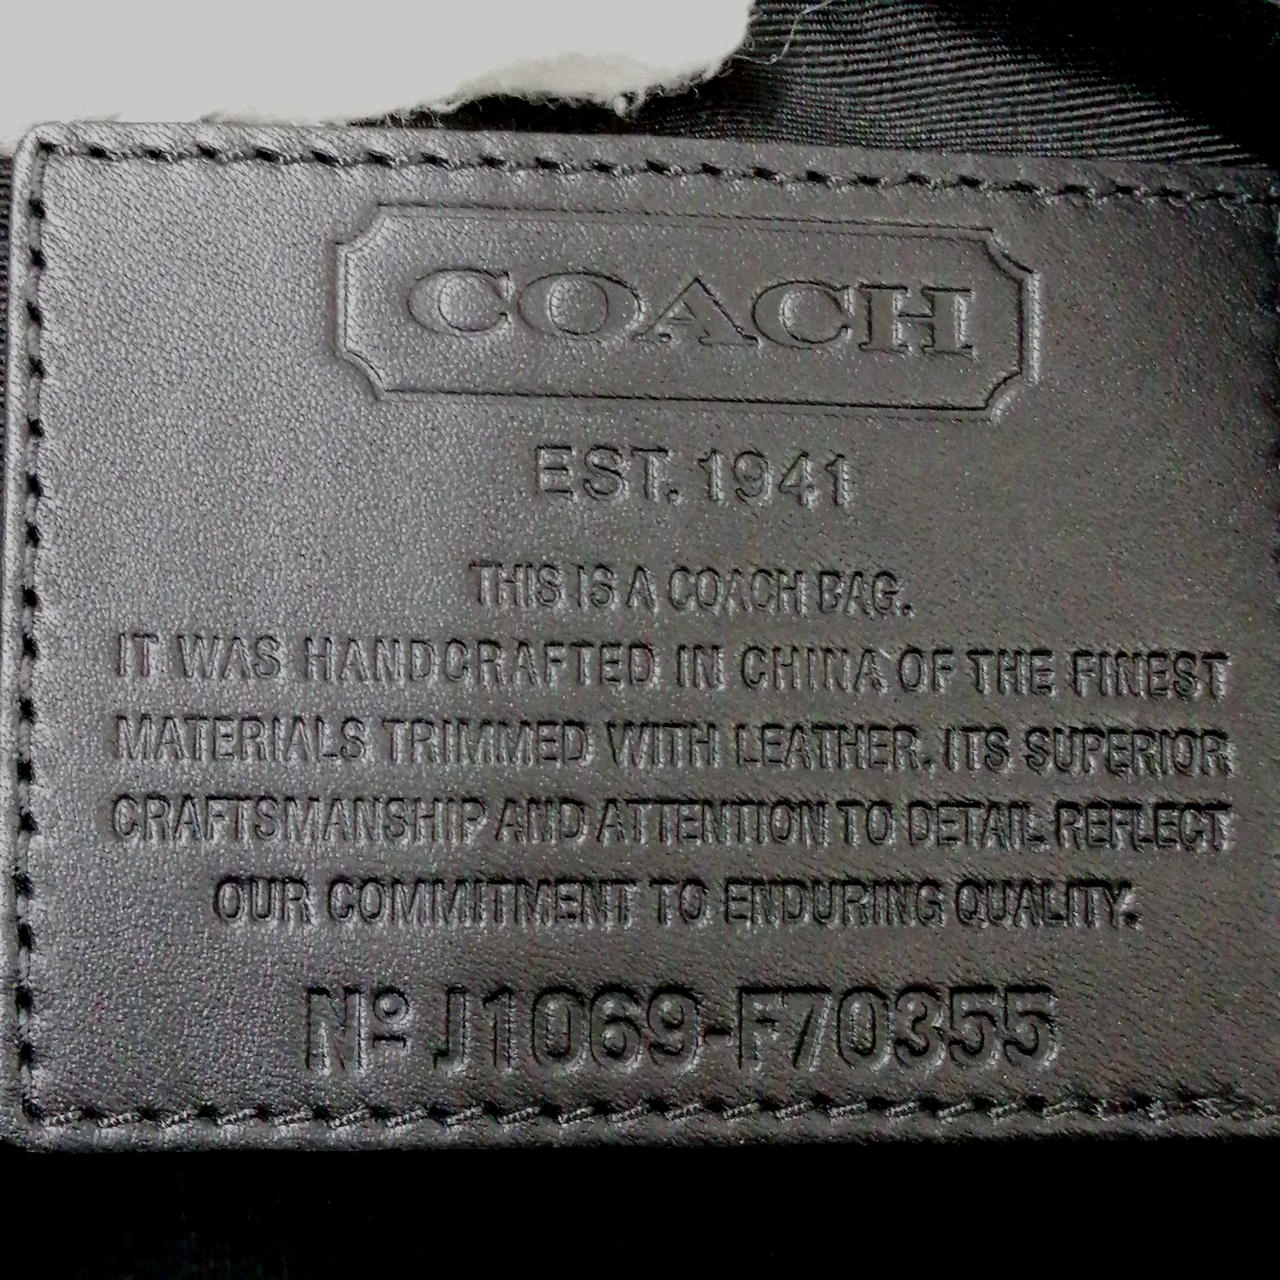 COACH
EST. 1941
THIS IS A COACH BAG.
IT WAS HANDCRAFTED IN CHINA OF THE FINEST
MATERIALS TRIMMED WITH LEATHER. ITS SUPERIOR
CRAFTSMANSHIP AND ATTENTION TO DETAIL REFLECT
OUR COMMITMENT TO ENDURING QUALITY.
Nº J1069-F70355